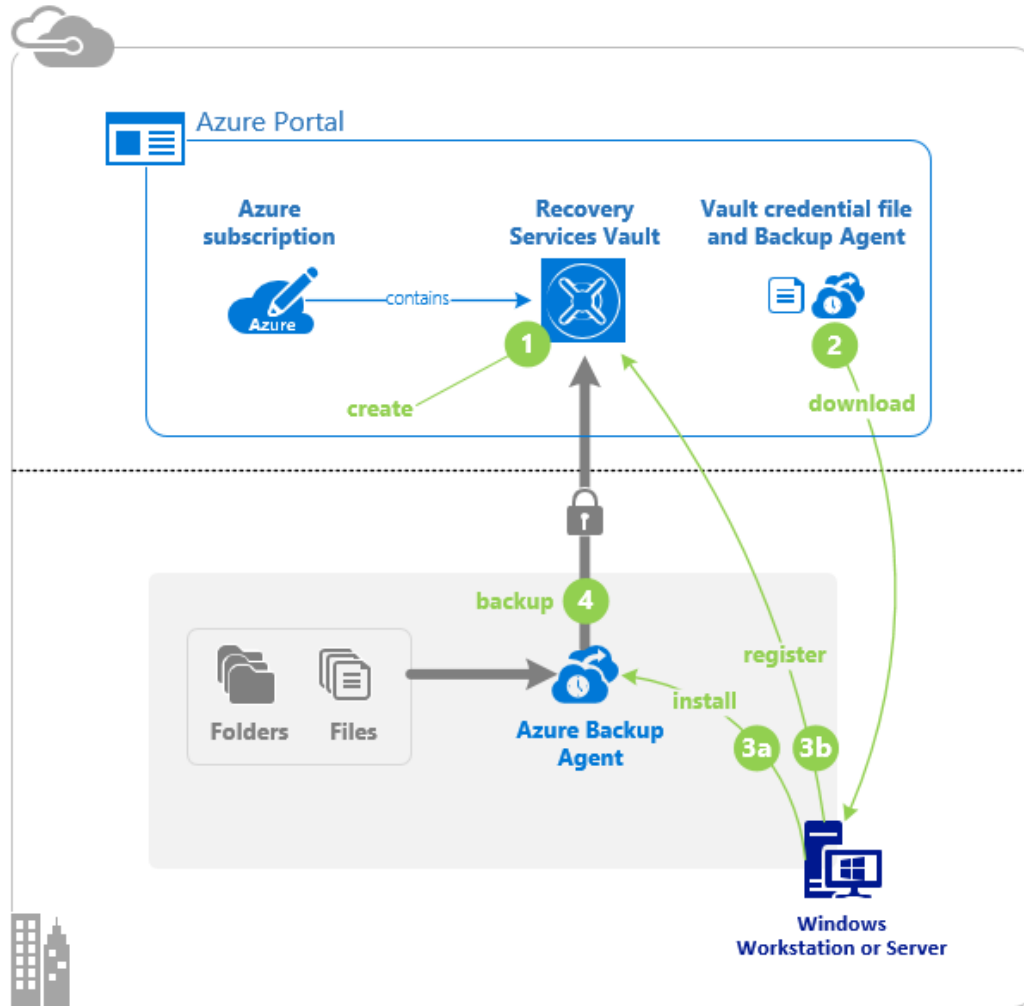 Azure Portal
Azure
subscription
Recovery
Services Vault
Vault credential file
and Backup Agent
Azure
contains
1
2
create
download
backup
4
register
install
Folders
Files
Azure Backup
Agent
3a
3b
Windows
Workstation or Server